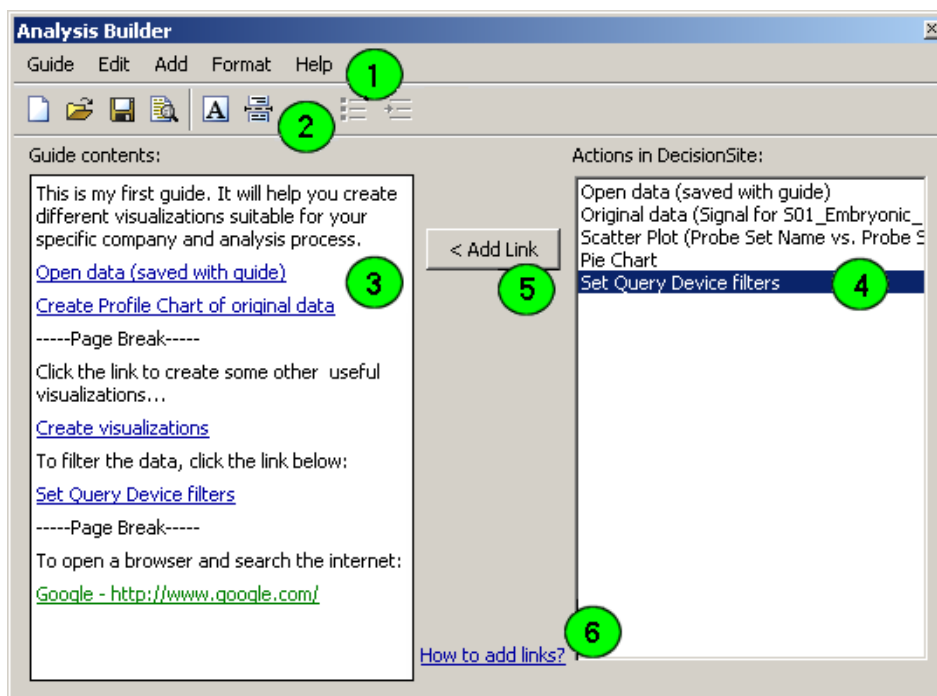 Analysis Builder
Guide Edit Add Format Help
1
A
2
Guide contents:
Actions in DecisionSite:
This is my first guide. It will help you create
different visualizations suitable for your
specific company and analysis process.
Open data (saved with guide)
3
Create Profile Chart of original data
-----Page Break-----
Click the link to create some other useful
visualizations...
Create visualizations
To filter the data, click the link below:
Set Query Device filters
-----Page Break-----
To open a browser and search the internet:
Google - http://www.google.com/
< Add Link
5
Open data (saved with guide)
Original data (Signal for S01_Embryonic_
Scatter Plot (Probe Set Name vs. Probe S
Pie Chart
Set Query Device filters
4
How to add links?
6